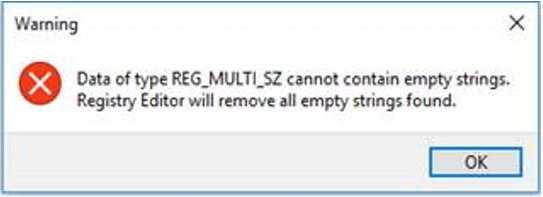 Warning
Data of type REG_MULTI_SZ cannot contain empty strings.
Registry Editor will remove all empty strings found.
OK